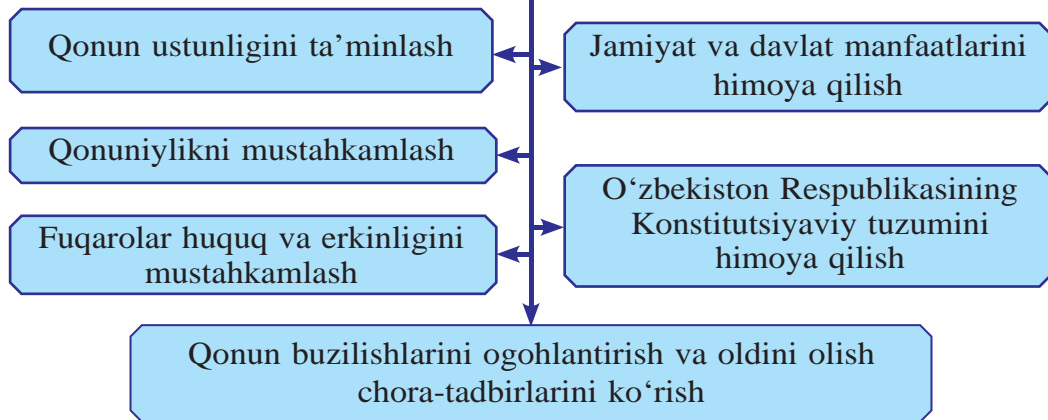 Qonun ustunligini ta’minlash
Jamiyat va davlat manfaatlarini
himoya qilish
Qonuniylikni mustahkamlash
O‘zbekiston Respublikasining
Konstitutsiyaviy tuzumini
himoya qilish
Fuqarolar huquq va erkinligini
mustahkamlash
Qonun buzilishlarini ogohlantirish va oldini olish
chora-tadbirlarini ko‘rish